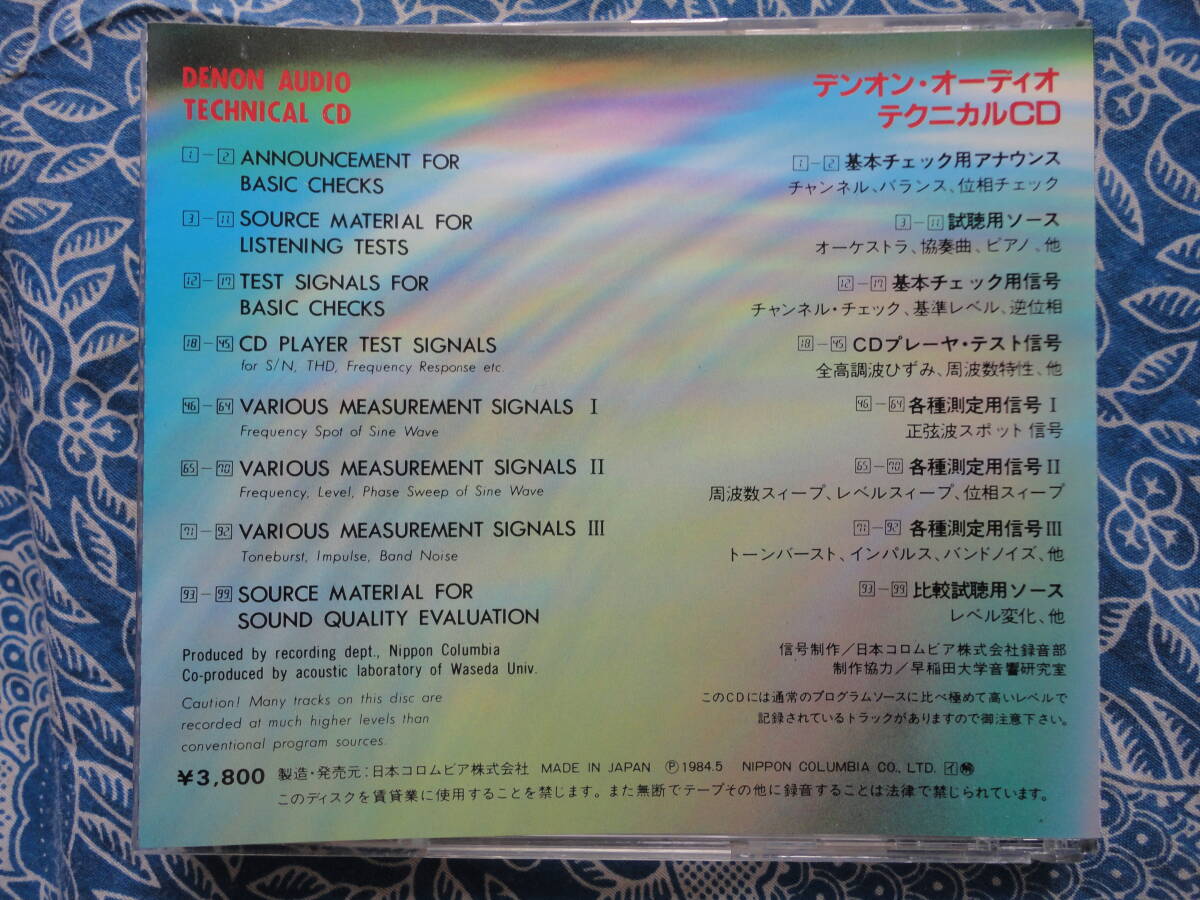 DENON AUDIO
TECHNICAL CD
1-2 ANNOUNCEMENT FOR
BASIC CHECKS
3-11 SOURCE MATERIAL FOR
LISTENING TESTS
12-17 TEST SIGNALS FOR
BASIC CHECKS
18-45 CD PLAYER TEST SIGNALS
for S/N, THD, Frequency Response etc.
46-64 VARIOUS MEASUREMENT SIGNALS I
Frequency Spot of Sine Wave
65-70 VARIOUS MEASUREMENT SIGNALS II
Frequency, Level, Phase Sweep of Sine Wave
71-92 VARIOUS MEASUREMENT SIGNALS III
Toneburst, Impulse, Band Noise
93-99 SOURCE MATERIAL FOR
SOUND QUALITY EVALUATION
Produced by recording dept., Nippon Columbia
Co-produced by acoustic laboratory of Waseda Univ.
Caution! Many tracks on this disc are
recorded at much higher levels than
conventional program sources.
デンオン・オーディオ
テクニカルCD
1-2 基本チェック用アナウンス
チャンネル、バランス、位相チェック
3-11 試聴用ソース
オーケストラ、協奏曲、ピアノ、他
12-17 基本チェック用信号
チャンネル・チェック、基準レベル、逆位相
18-45 CDプレーヤ・テスト信号
全高調波ひずみ、周波数特性、他
46-64 各種測定用信号I
正弦波スポット信号
65-70 各種測定用信号II
周波数スィープ、レベルスィープ、位相スィープ
71-92 各種測定用信号III
トーンバースト、インパルス、バンドノイズ、他
93-99 比較試聴用ソース
レベル変化、他
信号制作/日本コロムビア株式会社録音部
制作協力/早稲田大学音響研究室
このCDには通常のプログラムソースに比べ極めて高いレベルで
記録されているトラックがありますので御注意下さい。
¥3,800 製造・発売元:日本コロムビア株式会社 MADE IN JAPAN Ⓟ1984.5 NIPPON COLUMBIA CO., LTD. イ
このディスクを賃貸業に使用することを禁じます。また無断でテープその他に録音することは法律で禁じられています。